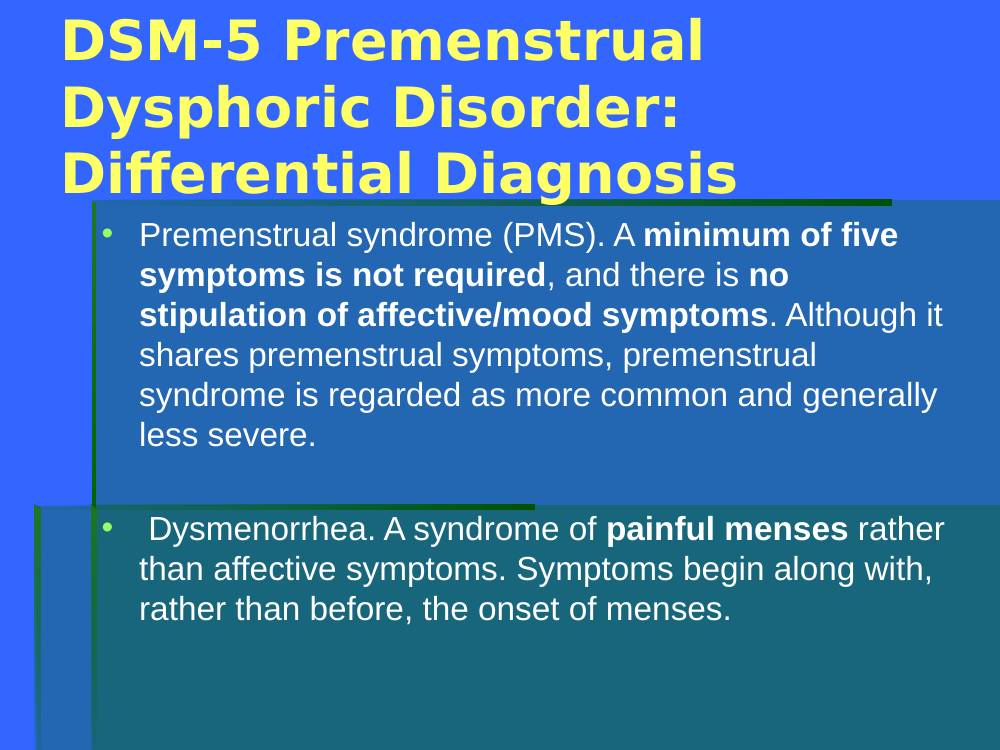 DSM-5 Premenstrual
Dysphoric Disorder:
Differential Diagnosis
• Premenstrual syndrome (PMS). A minimum of five
symptoms is not required, and there is no
stipulation of affective/mood symptoms. Although it
shares premenstrual symptoms, premenstrual
syndrome is regarded as more common and generally
less severe.
• Dysmenorrhea. A syndrome of painful menses rather
than affective symptoms. Symptoms begin along with,
rather than before, the onset of menses.